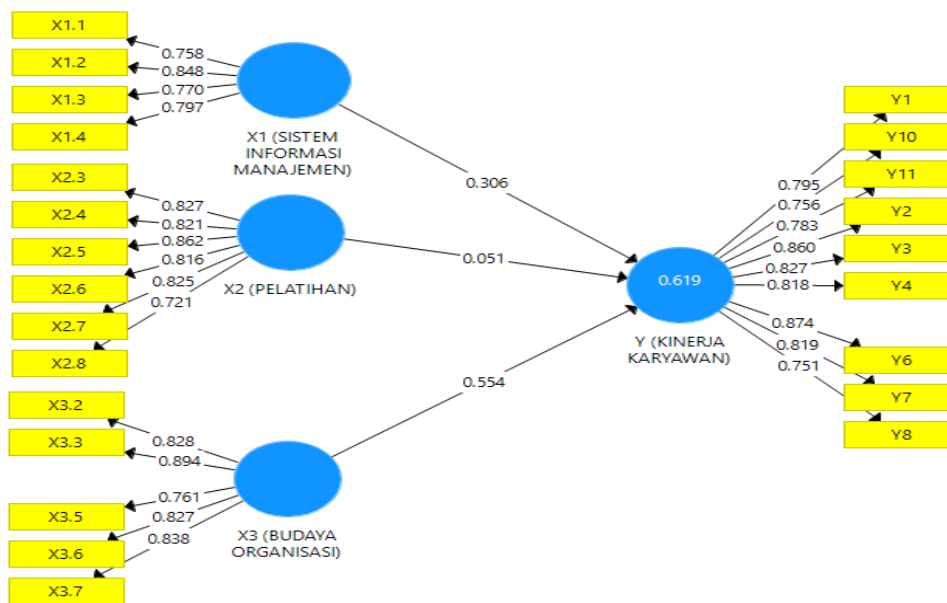 X1.1
X1.2
X1.3
X1.4
0.758
0.848
0.770
0.797
X1 (SISTEM
INFORMASI
MANAJEMEN)
X2.3
X2.4
X2.5
X2.6
X2.7
X2.8
0.827
0.821
0.862
0.816
0.825
0.721
X2 (PELATIHAN)
X3.2
X3.3
X3.5
X3.6
X3.7
0.828
0.894
0.761
0.827
0.838
X3 (BUDAYA
ORGANISASI)
0.306
0.051
0.554
0.619
Y (KINERJA
KARYAWAN)
0.795
0.756
0.783
0.860
0.827
0.818
0.874
0.819
0.751
Y1
Y10
Y11
Y2
Y3
Y4
Y6
Y7
Y8